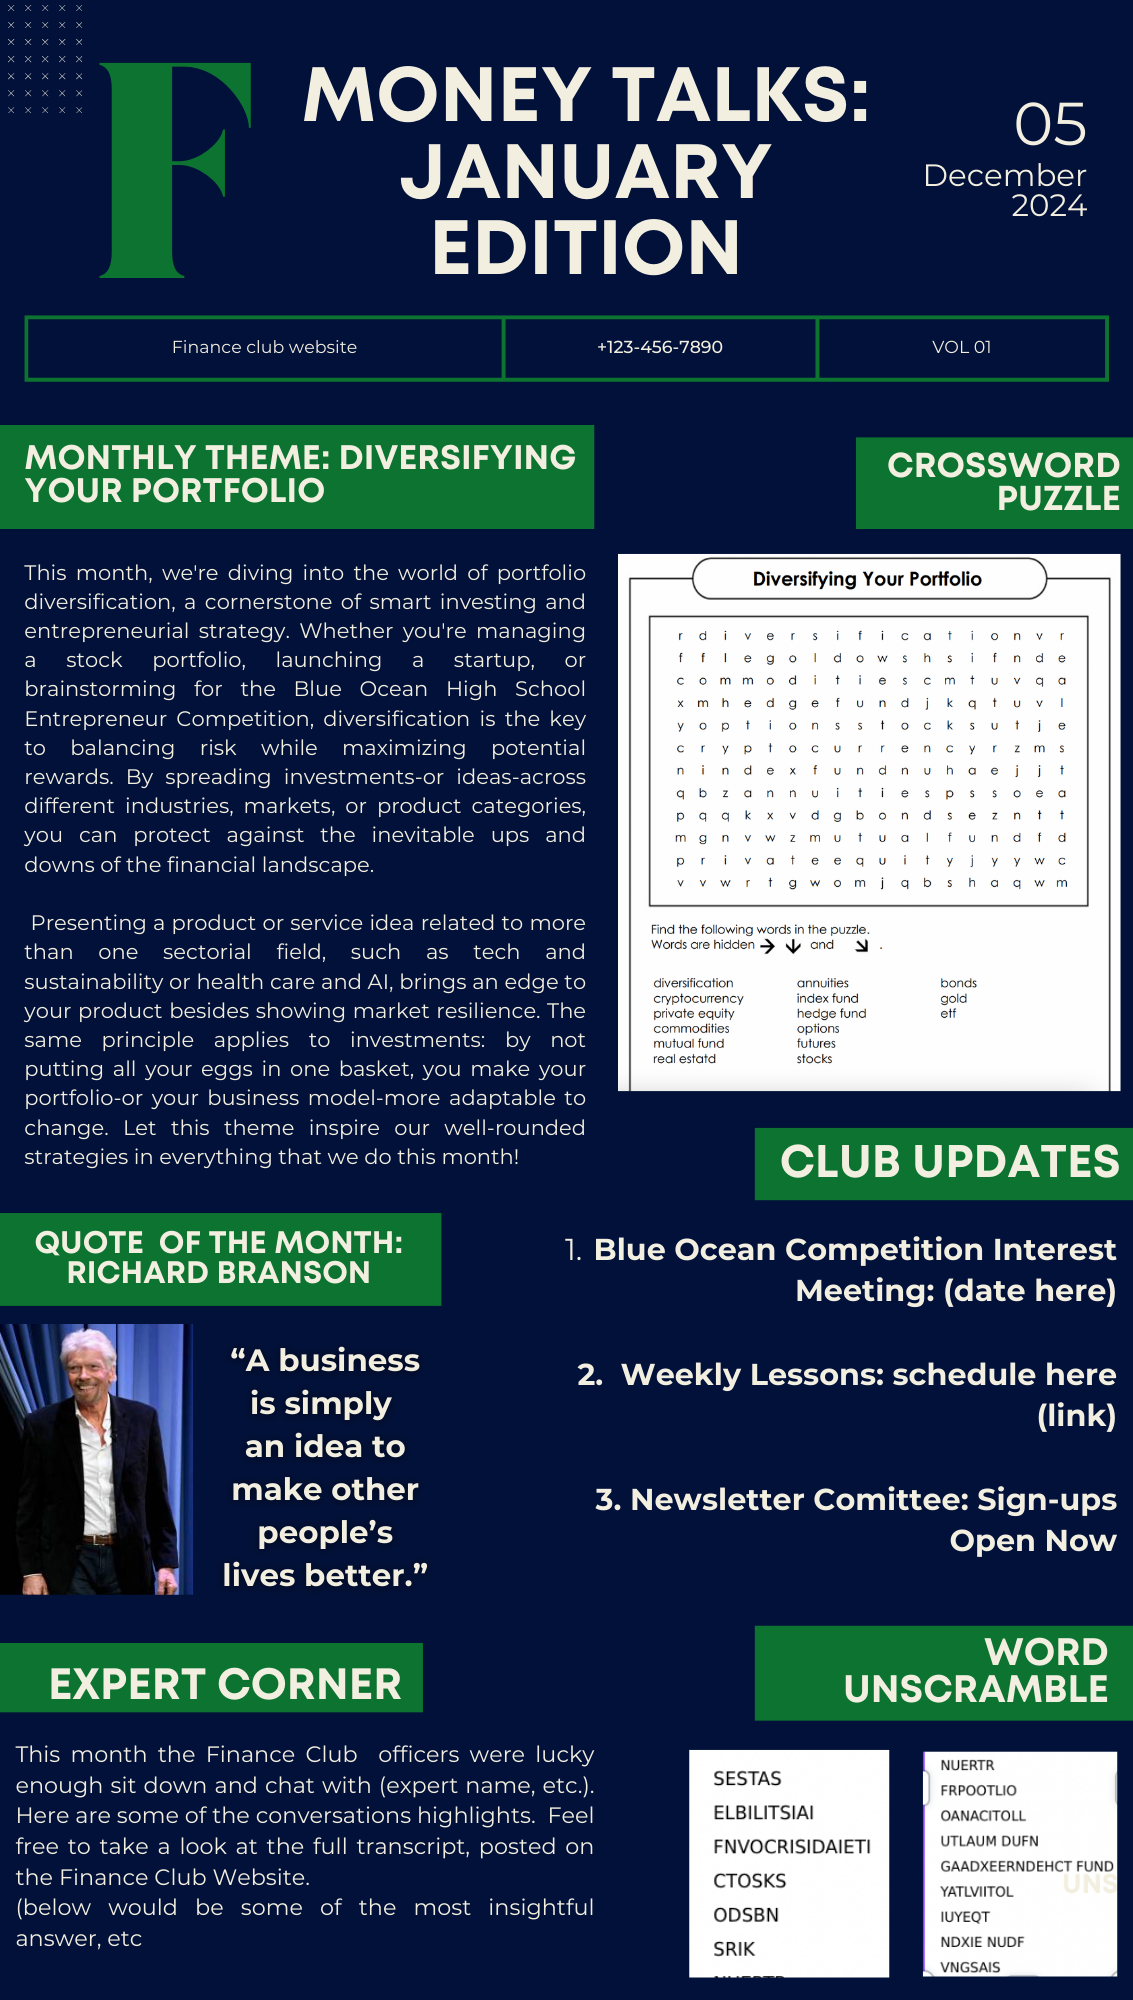 F
MONEY TALKS:
JANUARY
EDITION
05
December
2024
Finance club website
+123-456-7890
VOL 01
MONTHLY THEME: DIVERSIFYING
YOUR PORTFOLIO
This month, we're diving into the world of portfolio
diversification, a cornerstone of smart investing and
entrepreneurial strategy. Whether you're managing
a stock portfolio, launching a startup, or
brainstorming for the Blue Ocean High School
Entrepreneur Competition, diversification is the key
to balancing risk while maximizing potential
rewards. By spreading investments-or ideas-across
different industries, markets, or product categories,
you can protect against the inevitable ups and
downs of the financial landscape.
Presenting a product or service idea related to more
than one sectorial field, such as tech and
sustainability or health care and AI, brings an edge to
your product besides showing market resilience. The
same principle applies to investments: by not
putting all your eggs in one basket, you make your
portfolio-or your business model-more adaptable to
change. Let this theme inspire our well-rounded
strategies in everything that we do this month!
CROSSWORD
PUZZLE
Diversifying Your Portfolio
r d i v e r s i f i c a t i o n v r
f f l e g o l d o w s h s i f n d e
c o m m o d i t i e s c m t u v q a
x m h e d g e f u n d j k q t u v l
y o p t i o n s s t o c k s u t j e
c r y p t o c u r r e n c y r z m s
n i n d e x f u n d n u h a e j j t
q b z a n n u i t i e s p s s o e a
p q q k x v d g b o n d s e z n t t
m g n v w z m u t u a l f u n d f d
p r i v a t e e q u i t y j y y w c
v v w r t g w o m j q b s h a q w m
Find the following words in the puzzle.
Words are hidden → ↓ and ↘ .
diversification
cryptocurrency
private equity
commodities
mutual fund
real estatd
annuities
index fund
hedge fund
options
futures
stocks
bonds
gold
etf
CLUB UPDATES
1. Blue Ocean Competition Interest
Meeting: (date here)
2. Weekly Lessons: schedule here
(link)
3. Newsletter Comittee: Sign-ups
Open Now
QUOTE OF THE MONTH:
RICHARD BRANSON
“A business
is simply
an idea to
make other
people’s
lives better.”
EXPERT CORNER
This month the Finance Club officers were lucky
enough sit down and chat with (expert name, etc.).
Here are some of the conversations highlights. Feel
free to take a look at the full transcript, posted on
the Finance Club Website.
(below would be some of the most insightful
answer, etc
WORD
UNSCRAMBLE
SESTAS
ELBILITSIAI
FNVOCRISIDAIETI
CTOSKS
ODSBN
SRIK
NUERTR
FRPOOTLIO
OANACITOLL
UTLAUM DUFN
GAADXEERNDEHCT FUND
UNS
YATLVIITOL
IUYEQT
NDXIE NUDF
VNGSAIS